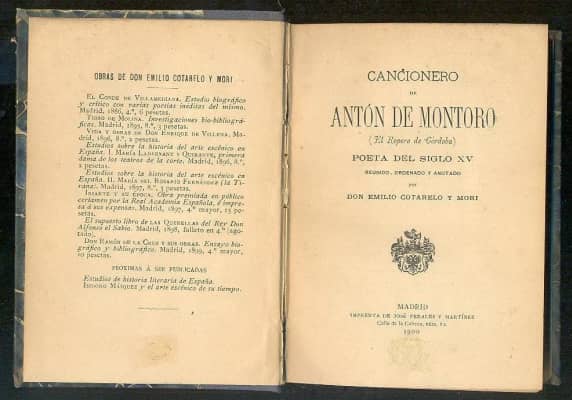 OBRAS DE DON EMILIO COTARELO Y MORI
EL CONDE DE VILLAMEDIANA. Estudio biográfico
y crítico con varias poesías inéditas del mismo.
Madrid, 1886, 4.º, 6 pesetas.
TIRSO DE MOLINA. Investigaciones bio-bibliográ-
ficas. Madrid, 1893, 8.º, 3 pesetas.
VIDA Y OBRAS DE DON ENRIQUE DE VILLENA. Ma-
drid, 1896, 8.º, 2 pesetas.
Estudios sobre la historia del arte escénico en
España. I. MARÍA LADVENANT Y QUIRANTE, primera
dama de los teatros de la corte. Madrid, 1896, 8.º,
2 pesetas.
Estudios sobre la historia del arte escénico en
España. II. MARÍA DEL ROSARIO FERNÁNDEZ (la Ti-
rana). Madrid, 1897, 8.º, 3 pesetas.
IRIARTE Y SU ÉPOCA. Obra premiada en público
certamen por la Real Academia Española, é impre-
sa á sus expensas. Madrid, 1897, 4.º mayor, 15 pe-
setas.
El supuesto libro de las QUERELLAS del Rey Don
Alfonso el Sabio. Madrid, 1898, folleto en 4.º (ago-
tado).
DON RAMÓN DE LA CRUZ Y SUS OBRAS. Ensayo bio-
gráfico y bibliográfico. Madrid, 1899, 4.º mayor,
10 pesetas.
PRÓXIMAS Á SER PUBLICADAS
Estudios de historia literaria de España.
ISIDORO MÁIQUEZ y el arte escénico de su tiempo.
CANCIONERO
DE
ANTÓN DE MONTORO
(El Ropero de Córdoba)
POETA DEL SIGLO XV
REUNIDO, ORDENADO Y ANOTADO
POR
DON EMILIO COTARELO Y MORI
MADRID
IMPRENTA DE JOSÉ PERALES Y MARTÍNEZ
Calle de la Cabeza, núm. 12
1900